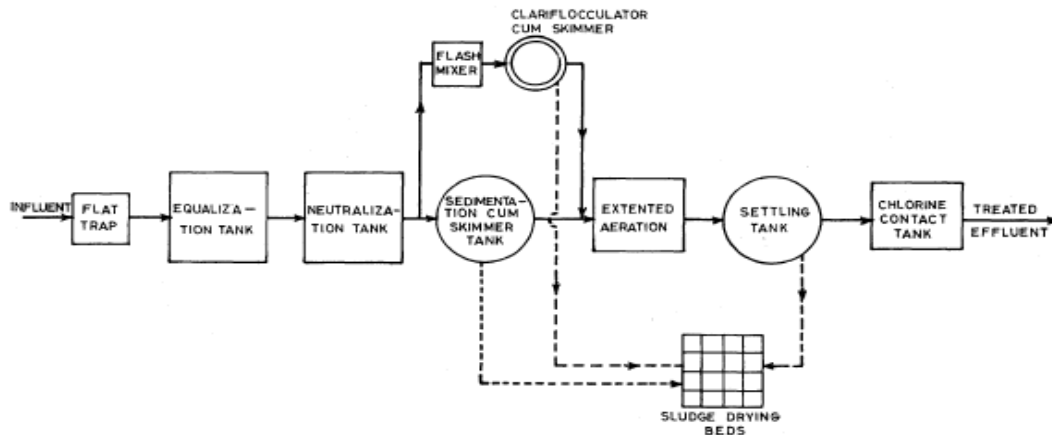 CLARIFLOCCULATOR
CUM SKIMMER
FLASH
MIXER
INFLUENT
FLAT
TRAP
EQUALIZA—
TION TANK
NEUTRALIZA-
TION TANK
SEDIMENTA-
TION CUM
SKIMMER
TANK
EXTENTED
AERATION
SETTLING
TANK
CHLORINE
CONTACT
TANK
TREATED
EFFLUENT
SLUDGE DRYING
BEDS